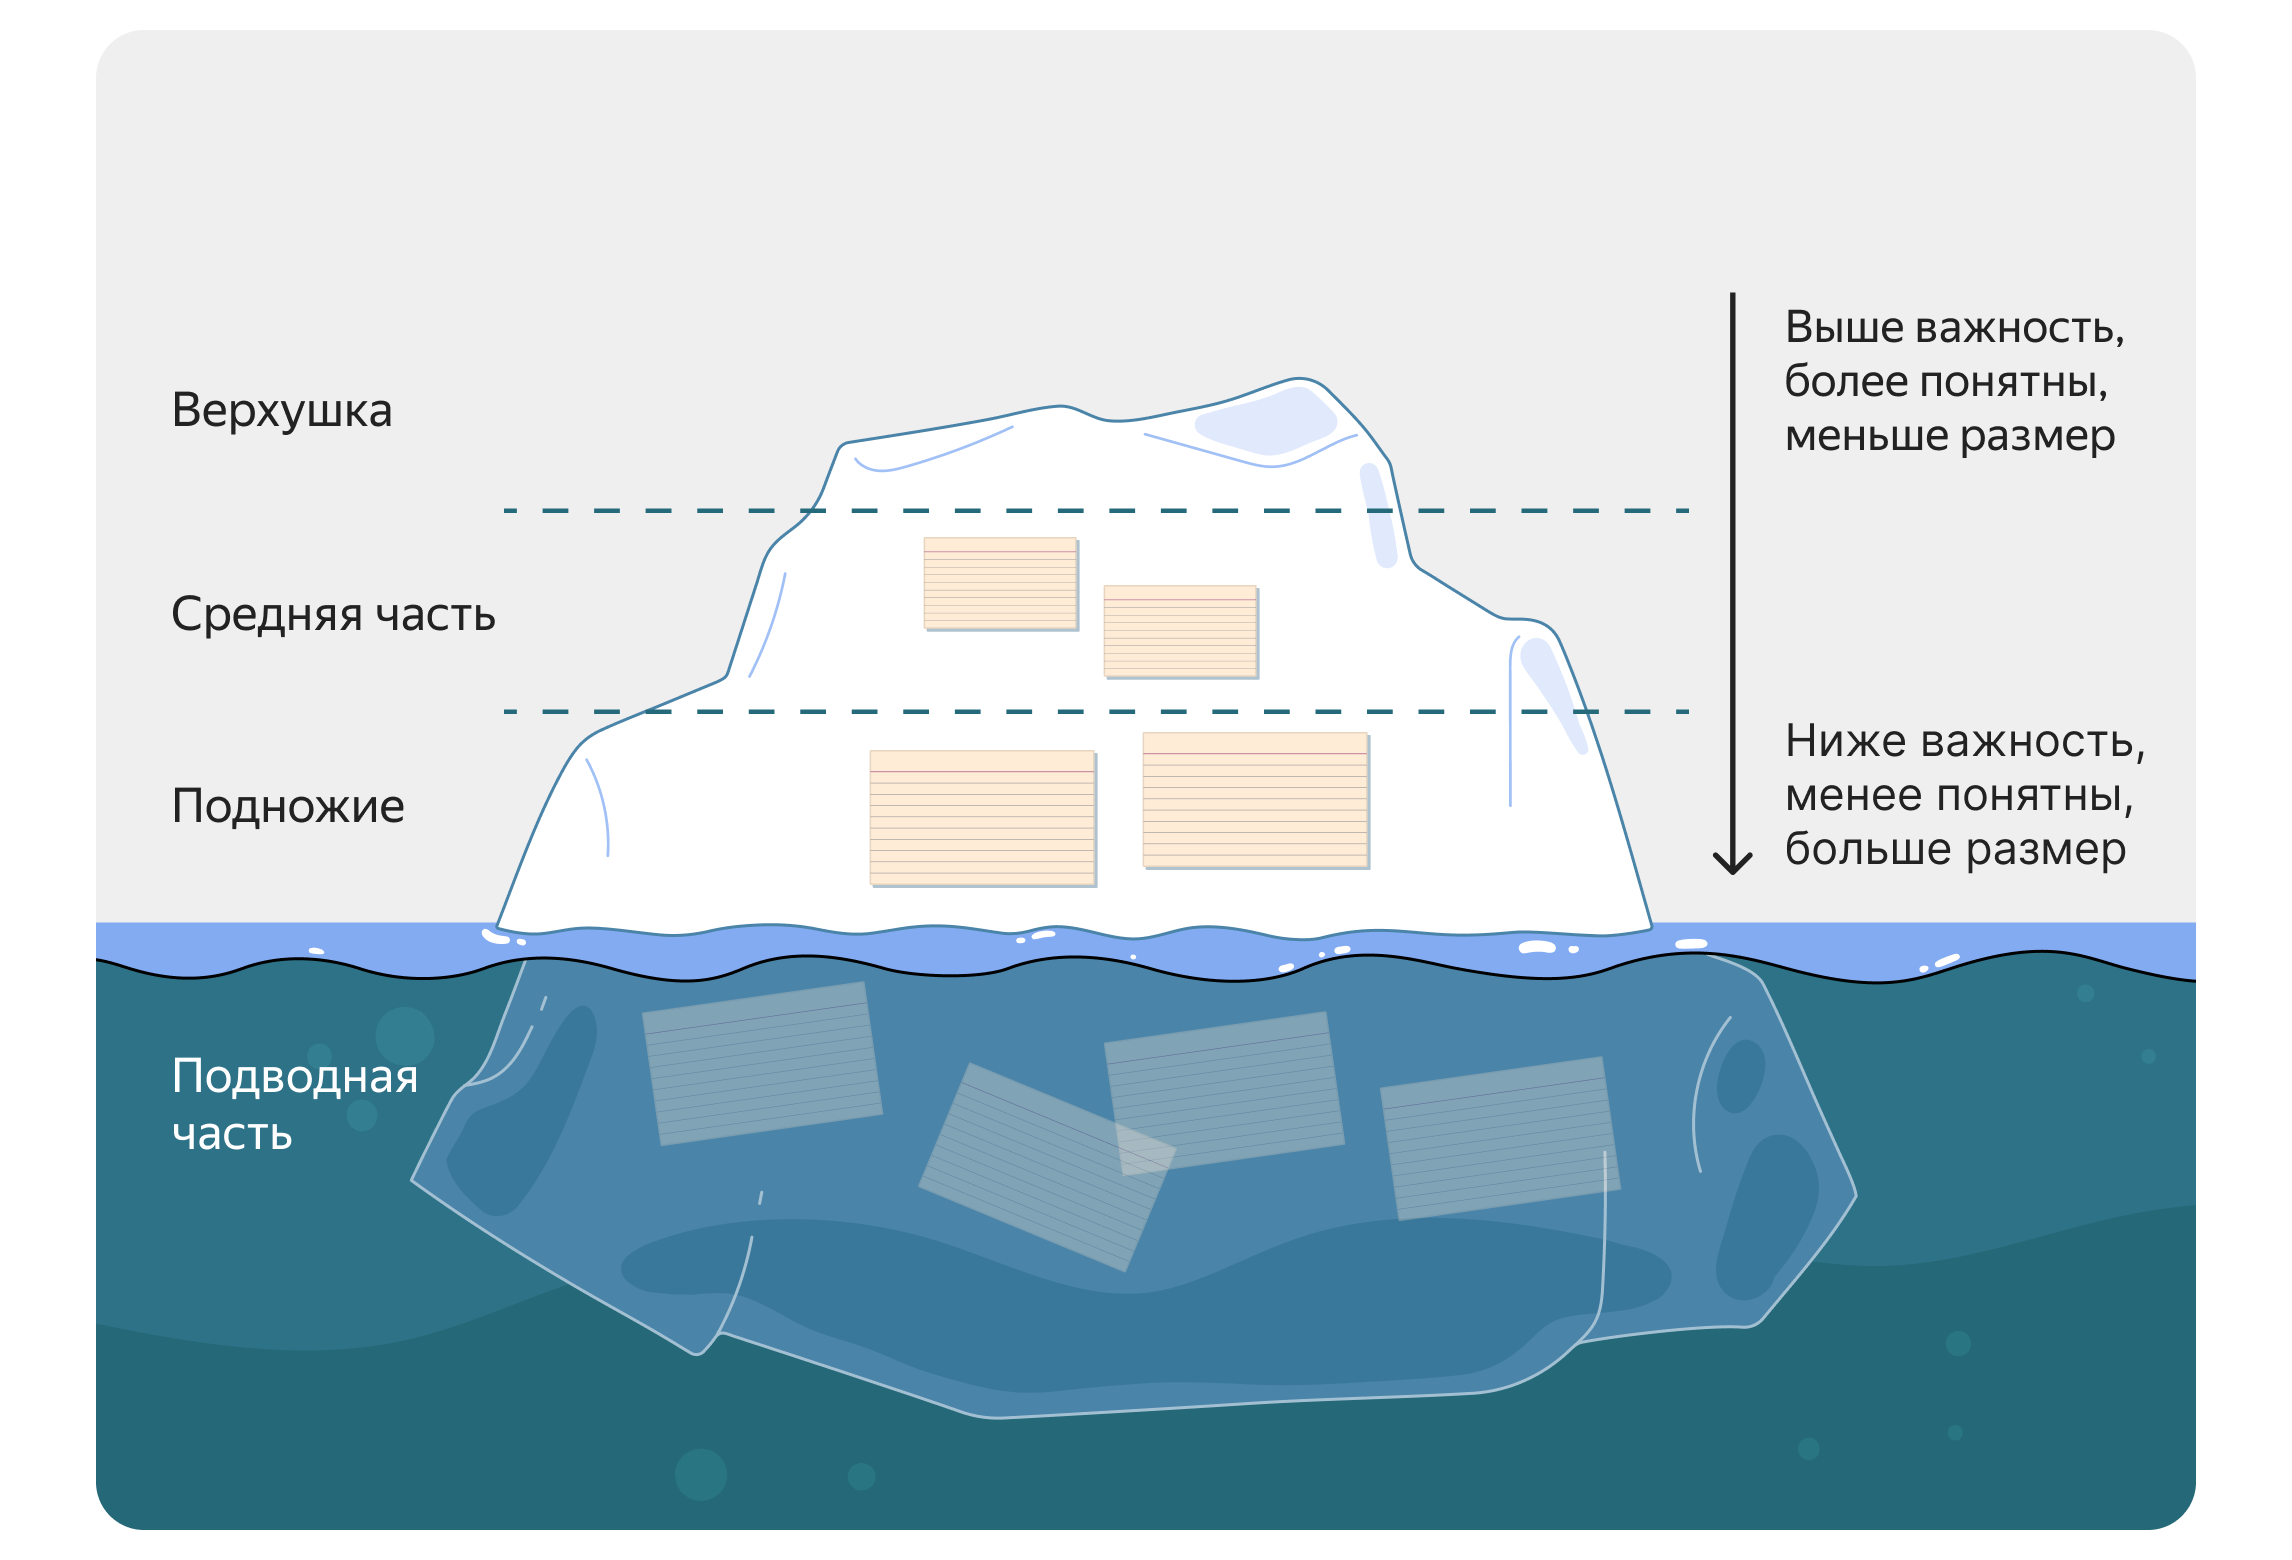 Верхушка
Средняя часть
Подножие
Подводная
часть
Выше важность,
более понятны,
меньше размер
Ниже важность,
менее понятны,
больше размер